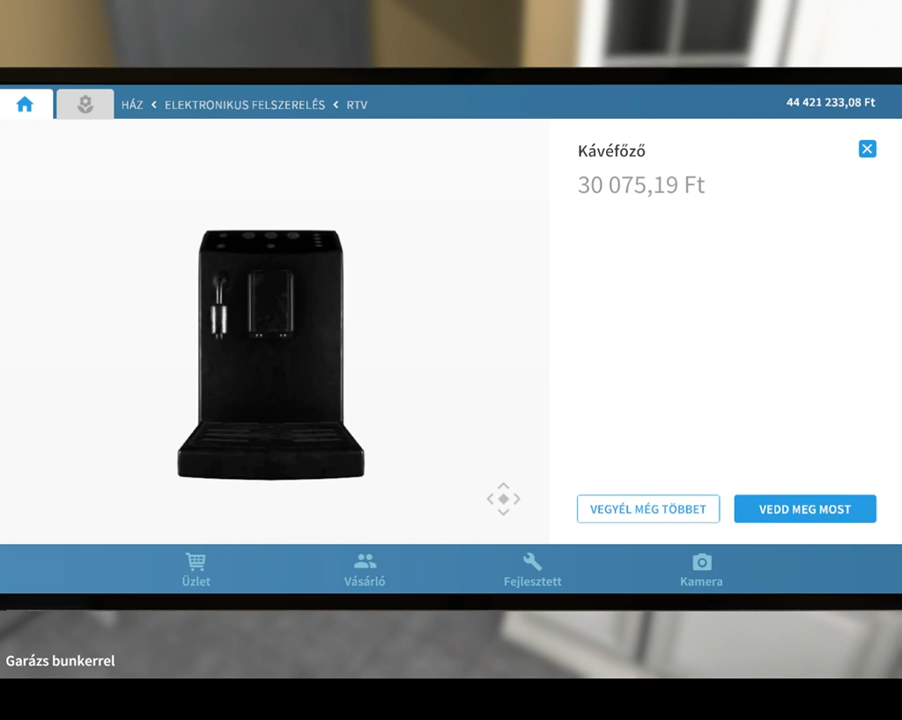 HÁZ < ELEKTRONIKUS FELSZERELÉS < RTV
44 421 233,08 Ft
Kávéfőző
30 075,19 Ft
VEGYÉL MÉG TÖBBET
VEDD MEG MOST
Üzlet
Vásárló
Fejlesztett
Kamera
Garázs bunkerrel